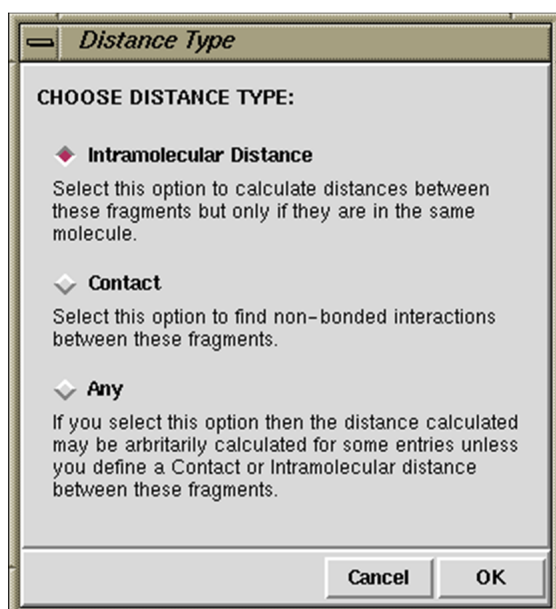 Distance Type
CHOOSE DISTANCE TYPE:
Intramolecular Distance
Select this option to calculate distances between
these fragments but only if they are in the same
molecule.
Contact
Select this option to find non-bonded interactions
between these fragments.
Any
If you select this option then the distance calculated
may be arbritarily calculated for some entries unless
you define a Contact or Intramolecular distance
between these fragments.
Cancel OK